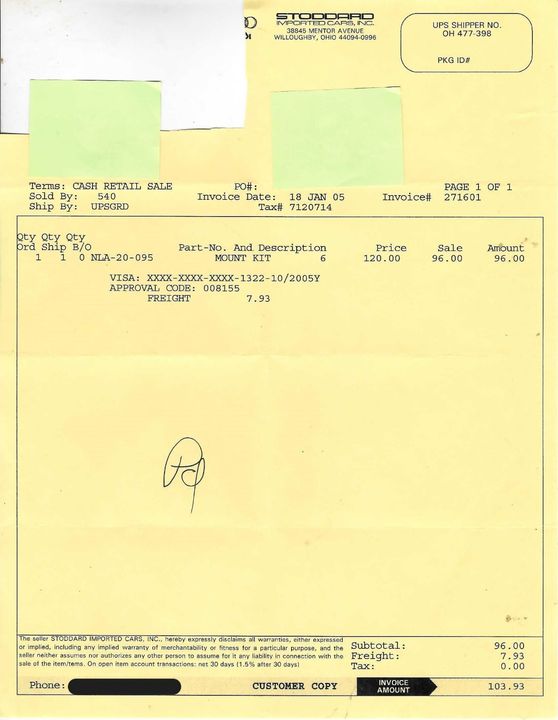 STODDARD
IMPORTED CARS, INC.
38845 MENTOR AVENUE
WILLOUGHBY, OHIO 44094-0996
UPS SHIPPER NO.
OH 477-398
PKG ID#
Terms: CASH RETAIL SALE PO#: PAGE 1 OF 1
Sold By: 540 Invoice Date: 18 JAN 05 Invoice# 271601
Ship By: UPSGRD Tax# 7120714
Qty Qty Qty
Ord Ship B/O Part-No. And Description Price Sale Amount
1 1 0 NLA-20-095 MOUNT KIT 6 120.00 96.00 96.00
VISA: XXXX-XXXX-XXXX-1322-10/2005Y
APPROVAL CODE: 008155
FREIGHT 7.93
Pd
The seller STODDARD IMPORTED CARS, INC., hereby expressly disclaims all warranties, either expressed
or implied, including any implied warranty of merchantability or fitness for a particular purpose, and the
seller neither assumes nor authorizes any other person to assume for it any liability in connection with the
sale of the item/items. On open item account transactions: net 30 days (1.5% after 30 days)
Subtotal: 96.00
Freight: 7.93
Tax: 0.00
Phone: CUSTOMER COPY INVOICE AMOUNT 103.93